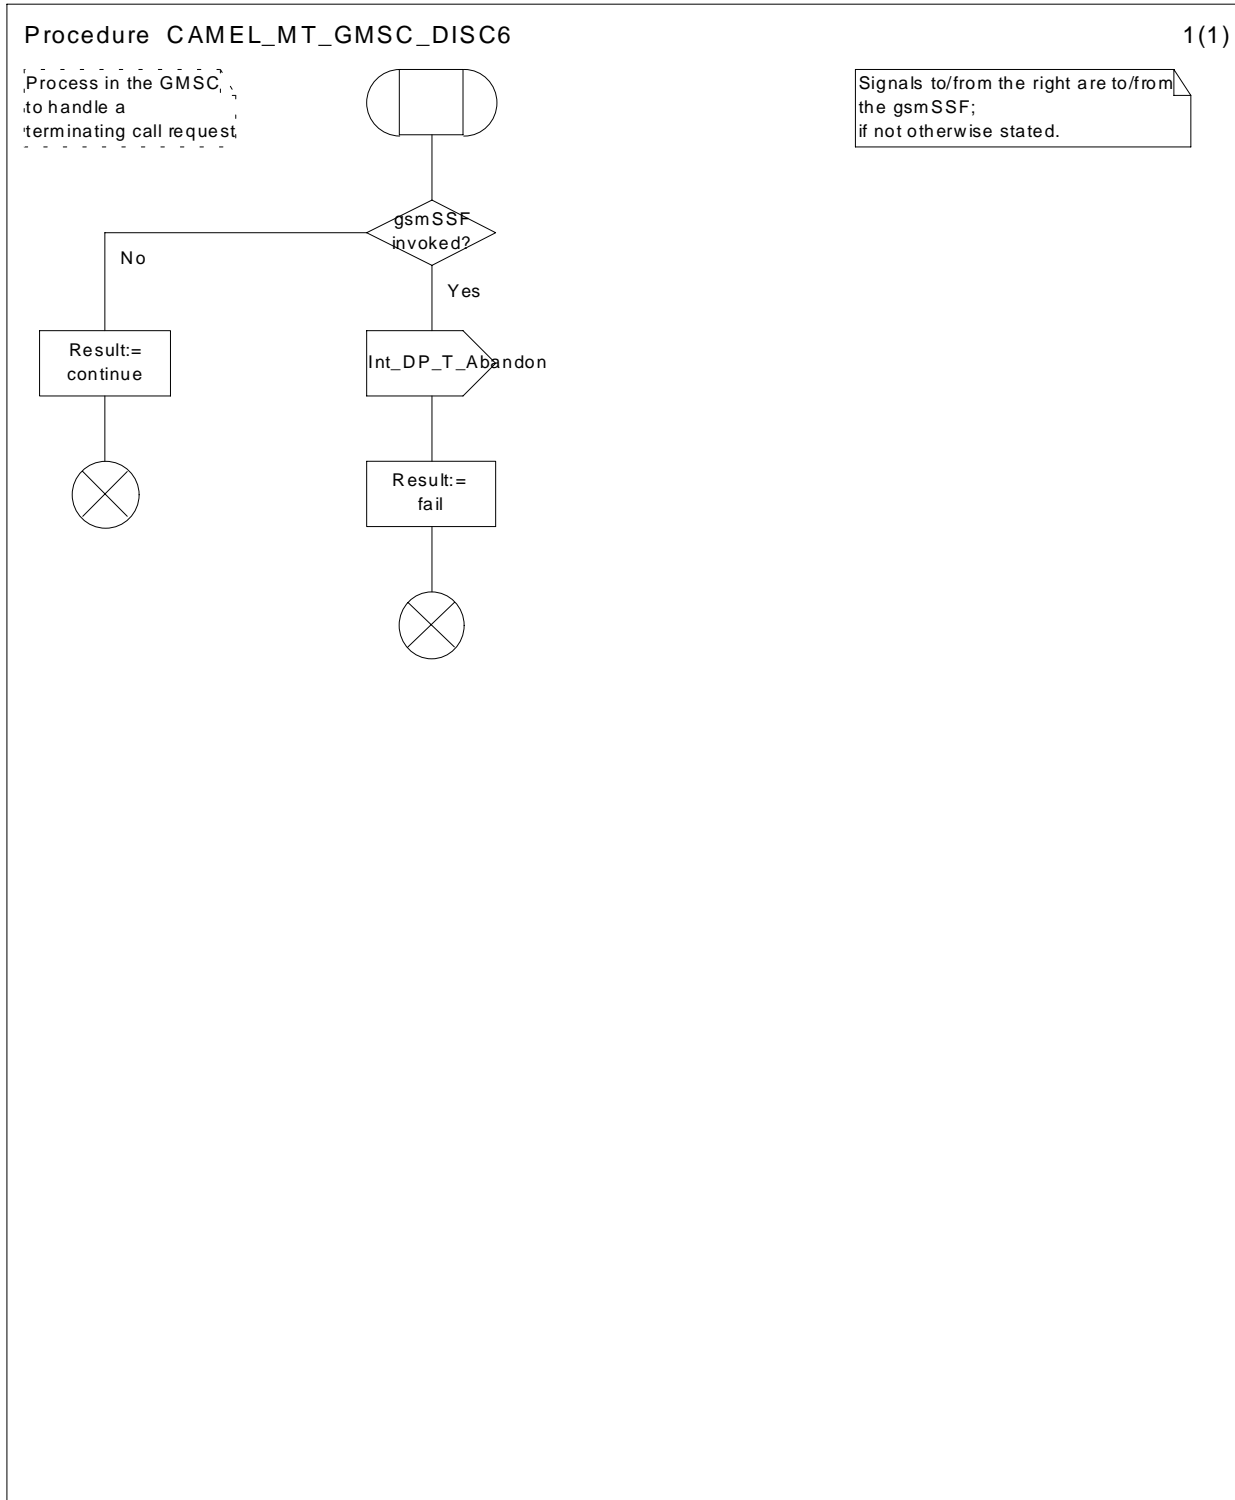 Procedure CAMEL_MT_GMSC_DISC6
1(1)
Process in the GMSC
to handle a
terminating call request
Signals to/from the right are to/from
the gsmSSF;
if not otherwise stated.
gsmSSF
invoked?
No
Yes
Result:=
continue
Int_DP_T_Abandon
Result:=
fail